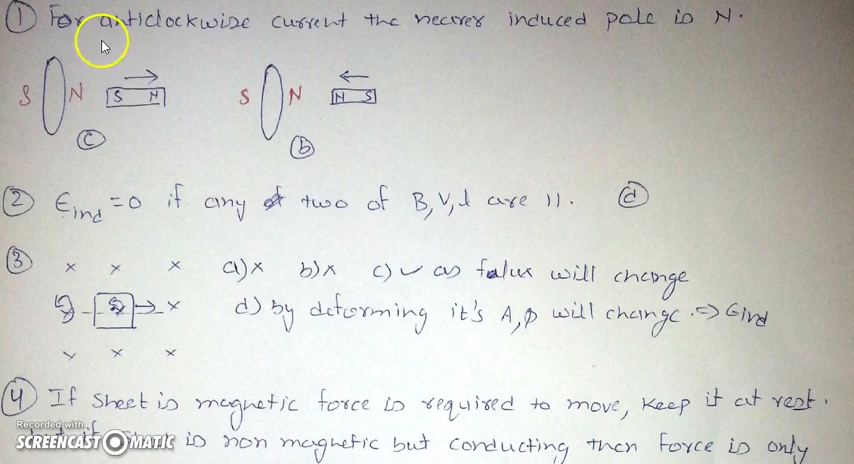 ① For anticlockwise current the nearer induced pole is N.
S N S N S N N S
c b
② Eind = 0 if any of two of B, V, l are 11. d
③ x x x a) x b) x c) ✓ as falux will change
x d) by deforming it's A, φ will change. => Eind
x x x
④ If sheet is magnetic force is required to move, keep it at rest.
Recorded with
SCREENCAST MATIC is non magnetic but conducting then force is only